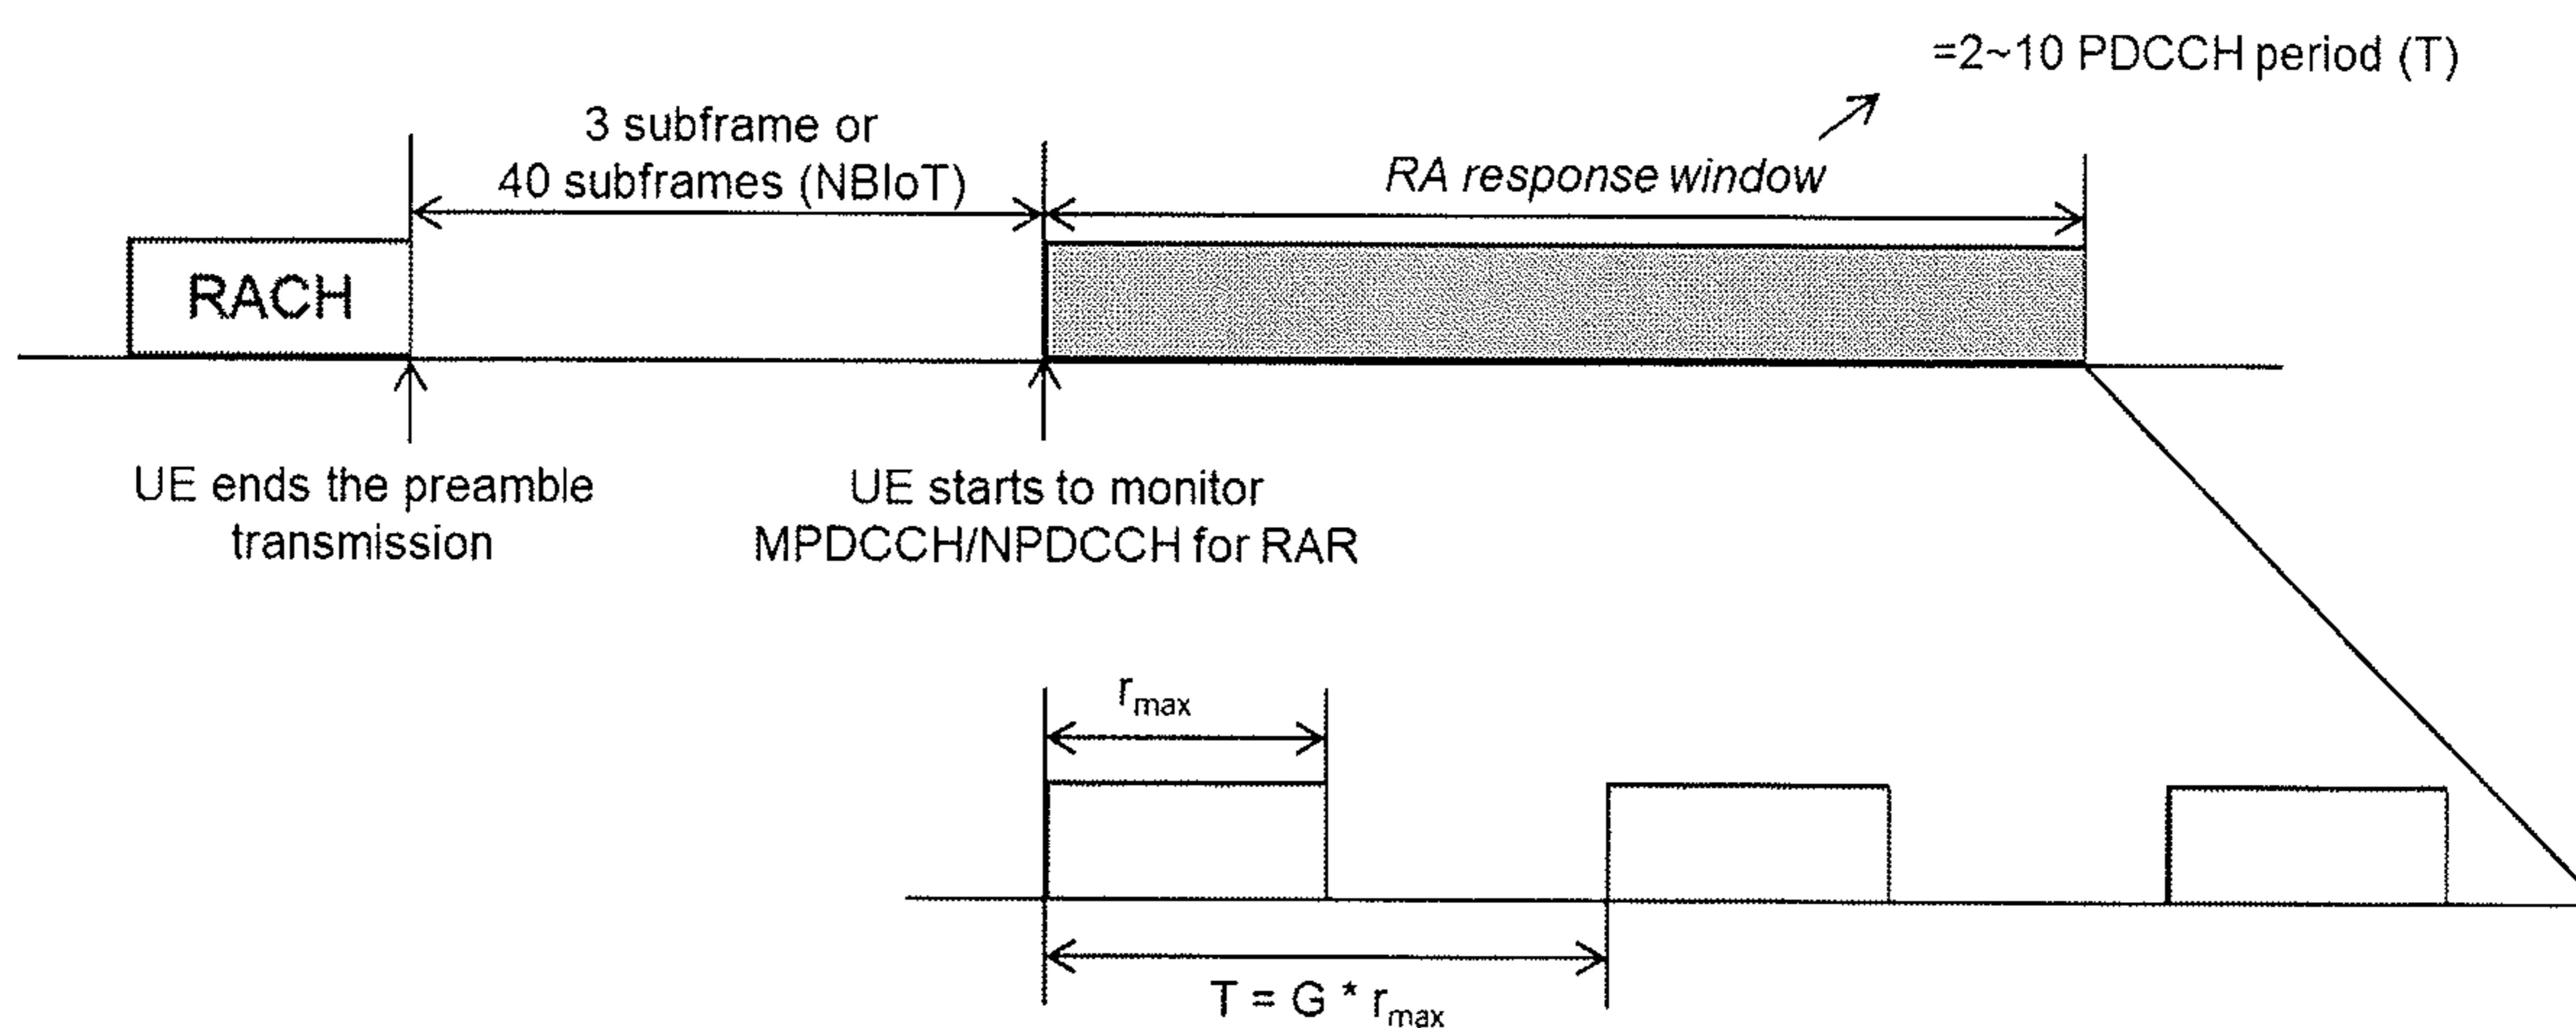 =2~10 PDCCH period (T)
3 subframe or
40 subframes (NBIoT)
RA response window
RACH
UE ends the preamble
transmission
UE starts to monitor
MPDCCH/NPDCCH for RAR
rmax
T = G * rmax